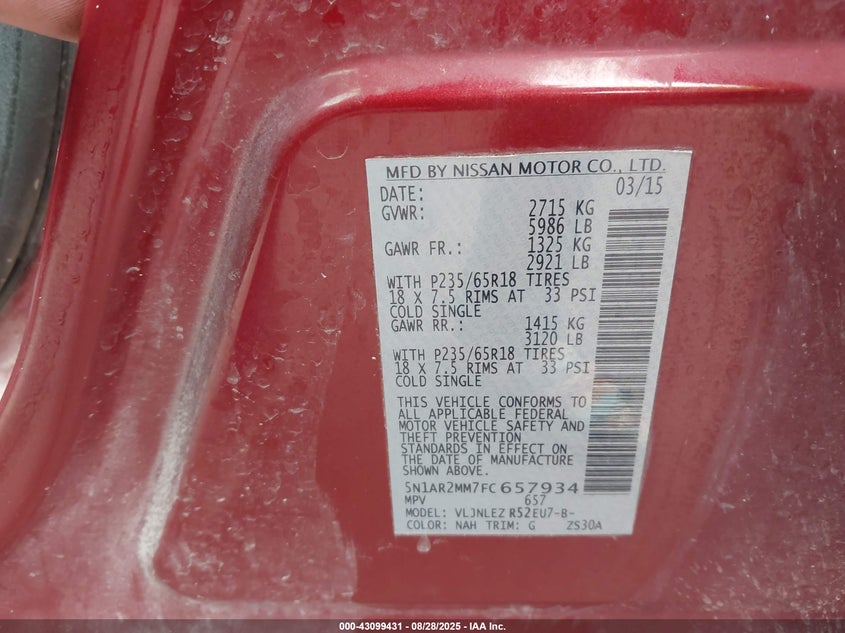 MFD BY NISSAN MOTOR CO., LTD.
DATE: 03/15
GVWR: 2715 KG
5986 LB
GAWR FR.: 1325 KG
2921 LB
WITH P235/65R18 TIRES
18 X 7.5 RIMS AT 33 PSI
COLD SINGLE
GAWR RR.: 1415 KG
3120 LB
WITH P235/65R18 TIRES
18 X 7.5 RIMS AT 33 PSI
COLD SINGLE
THIS VEHICLE CONFORMS TO
ALL APPLICABLE FEDERAL
MOTOR VEHICLE SAFETY AND
THEFT PREVENTION
STANDARDS IN EFFECT ON
THE DATE OF MANUFACTURE
SHOWN ABOVE.
5N1AR2MM7FC657934
MPV 657
MODEL: VLJNLEZ R52EU7-B-
COLOR: NAH TRIM: G ZS30A
000-43099431 - 08/28/2025 - IAA Inc.